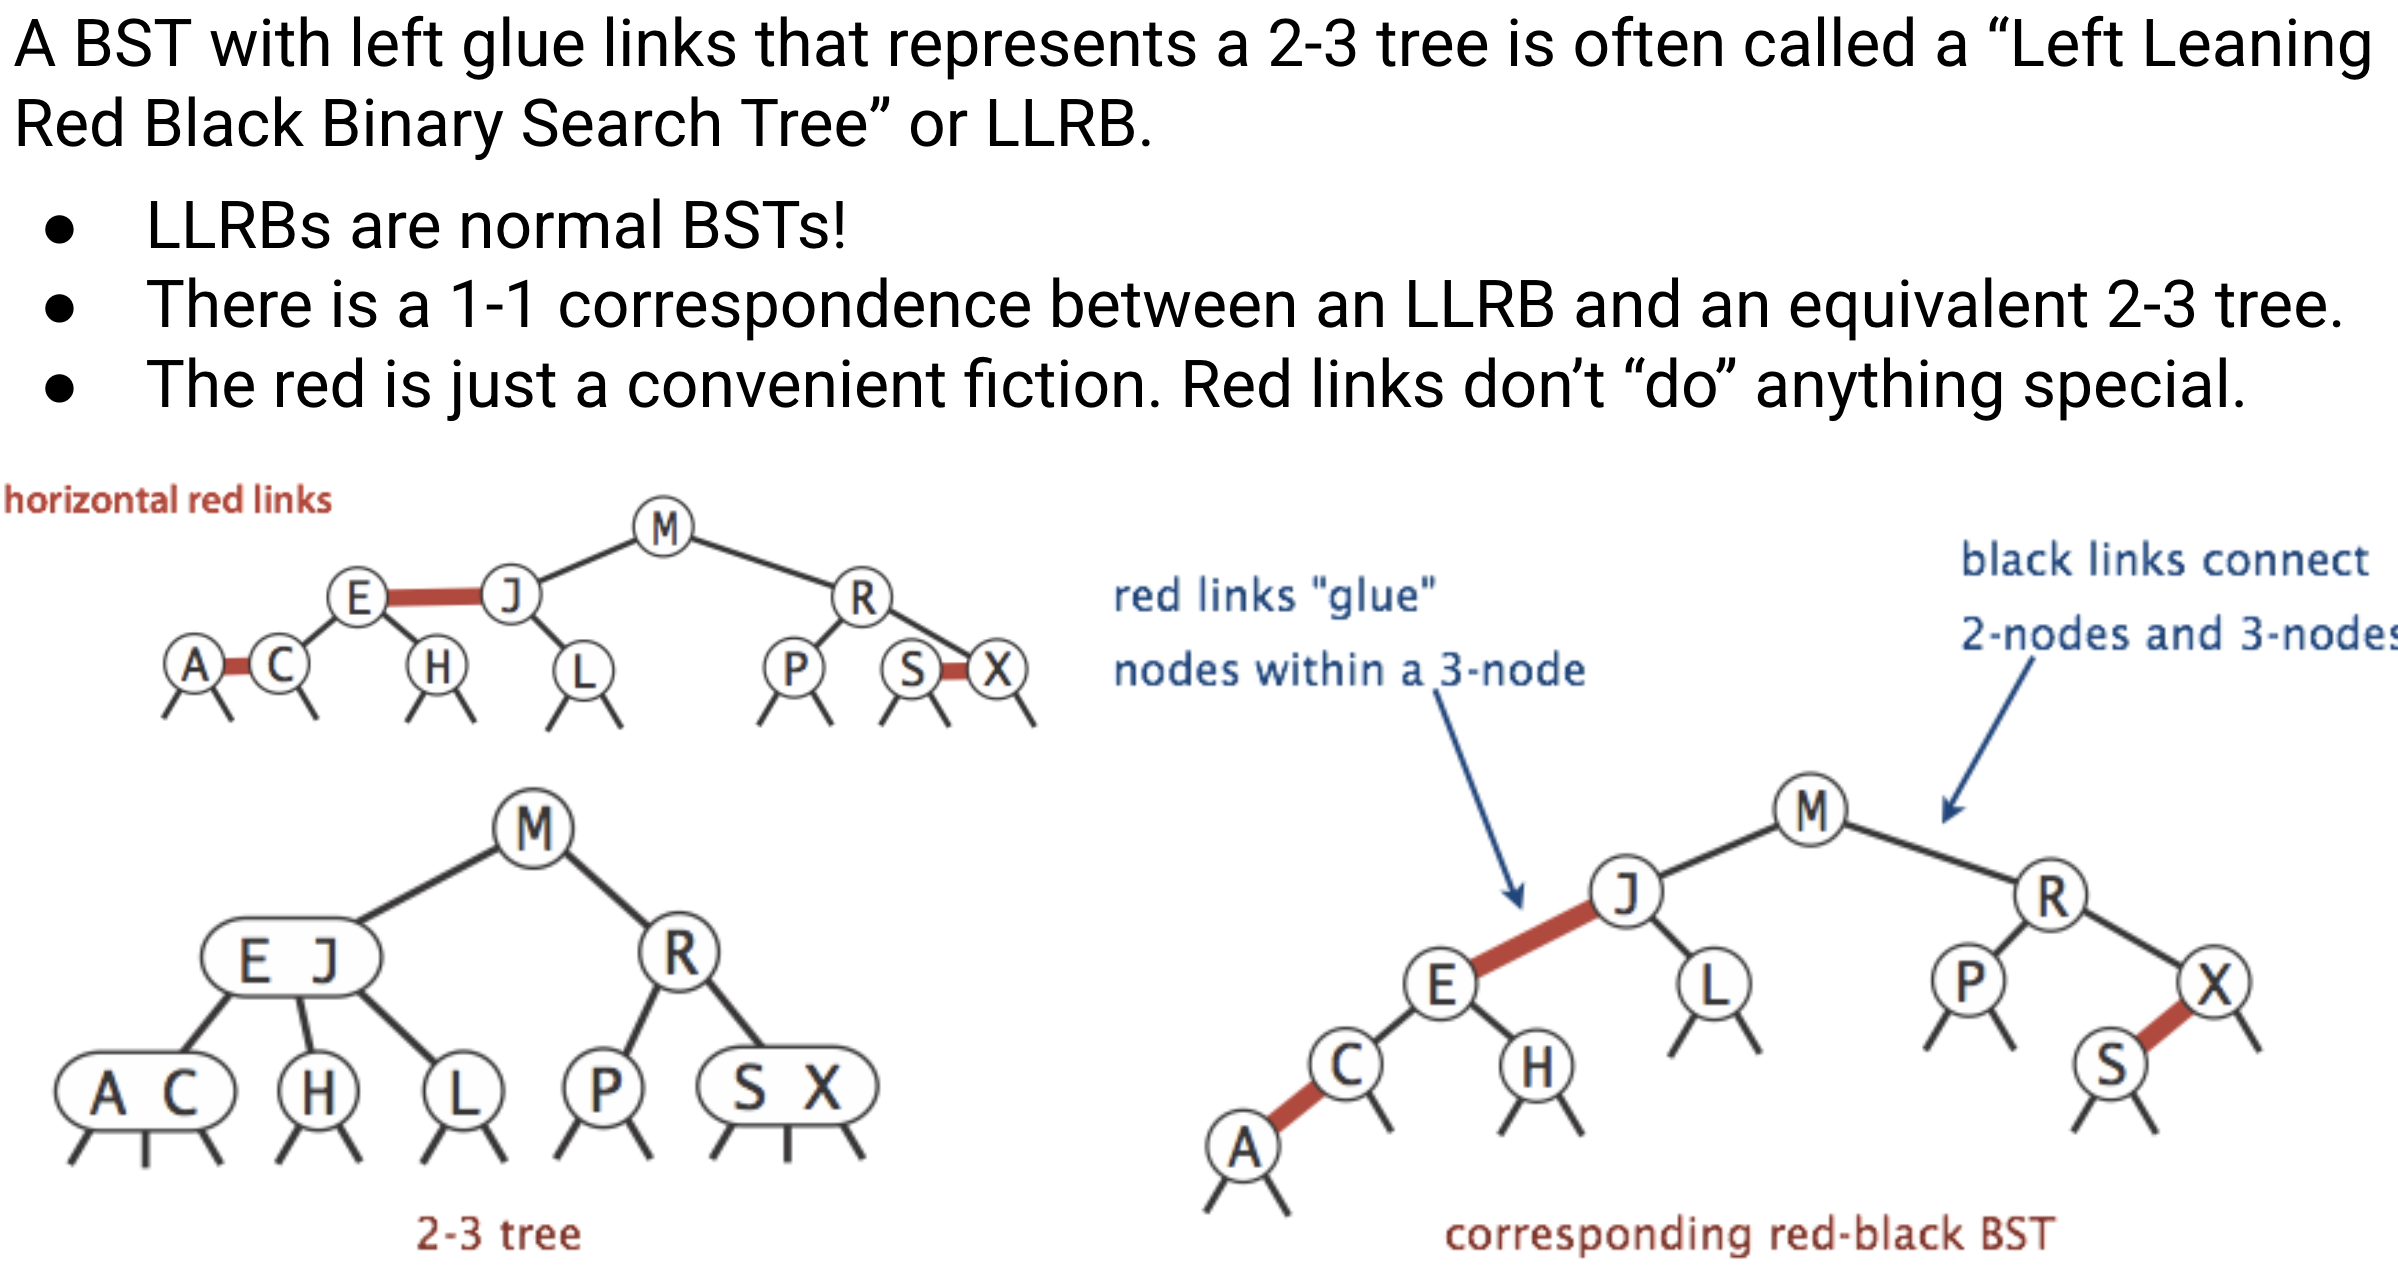 A BST with left glue links that represents a 2-3 tree is often called a “Left Leaning
Red Black Binary Search Tree” or LLRB.
● LLRBs are normal BSTs!
● There is a 1-1 correspondence between an LLRB and an equivalent 2-3 tree.
● The red is just a convenient fiction. Red links don’t “do” anything special.
horizontal red links
M
E J R
A C H L P S X
red links "glue"
nodes within a 3-node
black links connect
2-nodes and 3-nodes
M
E J R
A C H L P S X
2-3 tree
M
J R
E L P X
C H S
A
corresponding red-black BST